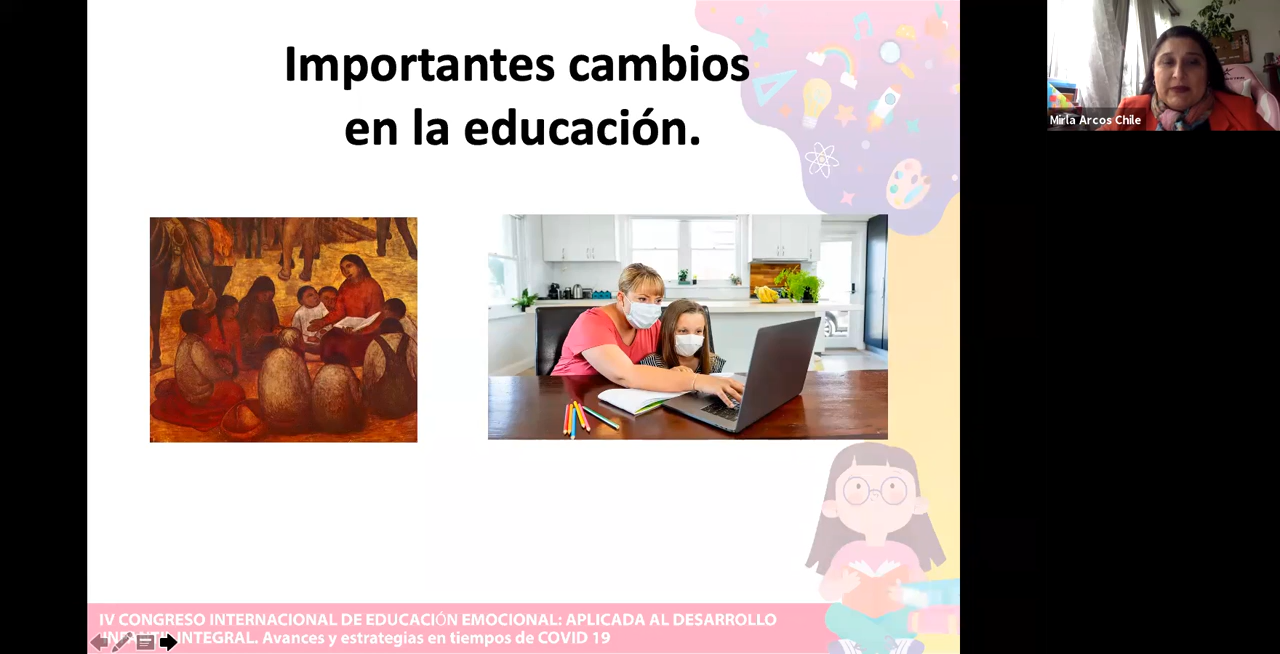 Importantes cambios
en la educación.
Mirla Arcos Chile
IV CONGRESO INTERNACIONAL DE EDUCACIÓN EMOCIONAL: APLICADA AL DESARROLLO
INFANTIL INTEGRAL. Avances y estrategias en tiempos de COVID 19